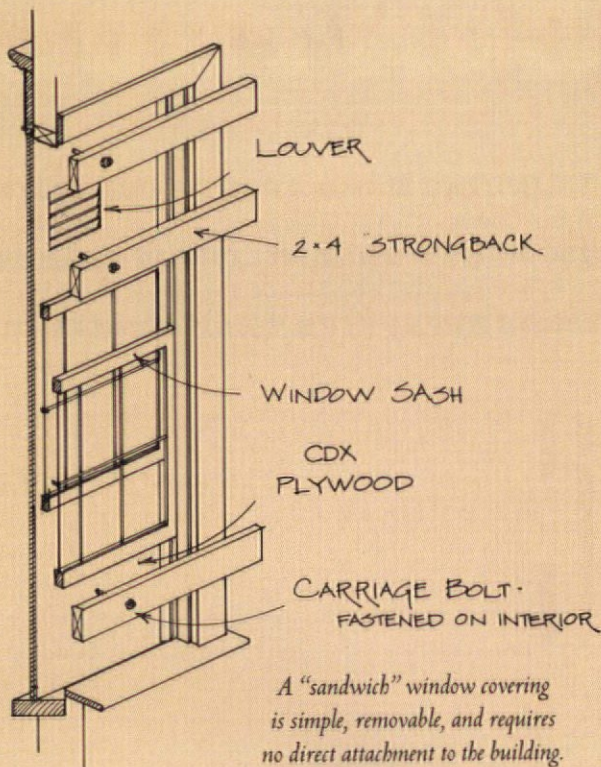 LOUVER
2×4 STRONGBACK
WINDOW SASH
CDX
PLYWOOD
CARRIAGE BOLT-
FASTENED ON INTERIOR
A “sandwich” window covering
is simple, removable, and requires
no direct attachment to the building.